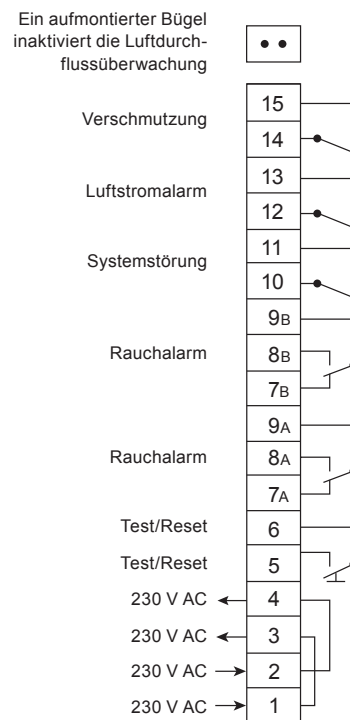 Ein aufmontierter Bügel
inaktiviert die Luftdurch-
flussüberwachung
15
Verschmutzung
14
13
Luftstromalarm
12
11
Systemstörung
10
9B
Rauchalarm 8B
7B
9A
Rauchalarm 8A
7A
Test/Reset 6
Test/Reset 5
230 V AC 4
230 V AC 3
230 V AC 2
230 V AC 1